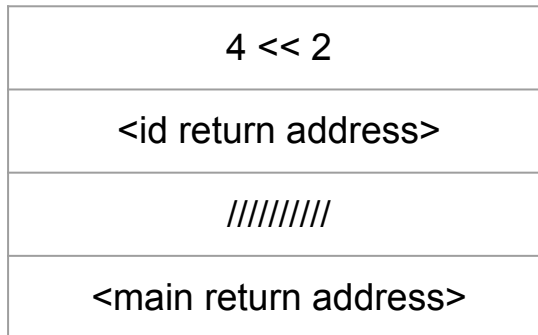 4 << 2
<id return address>
//////////
<main return address>